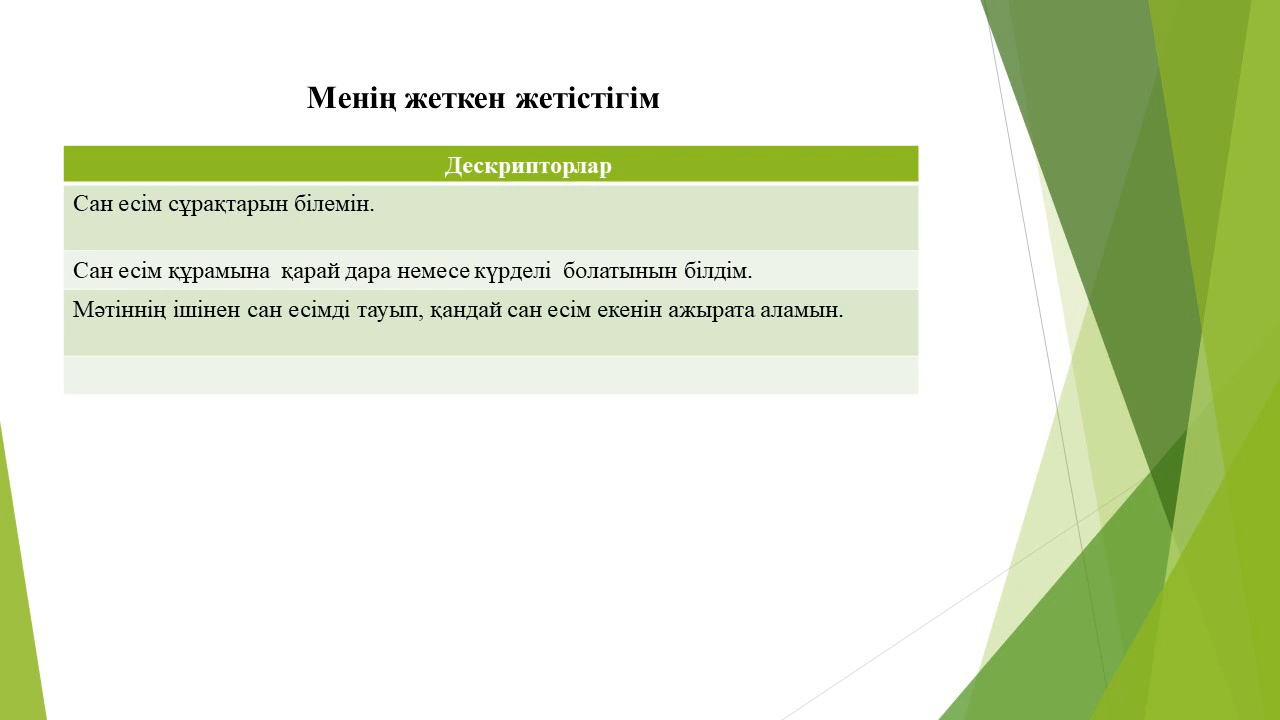 Менің жеткен жетістігім
Дескрипторлар
Сан есім сұрақтарын білемін.
Сан есім құрамына қарай дара немесе күрделі болатынын білдім.
Мәтіннің ішінен сан есімді тауып, қандай сан есім екенін ажырата аламын.